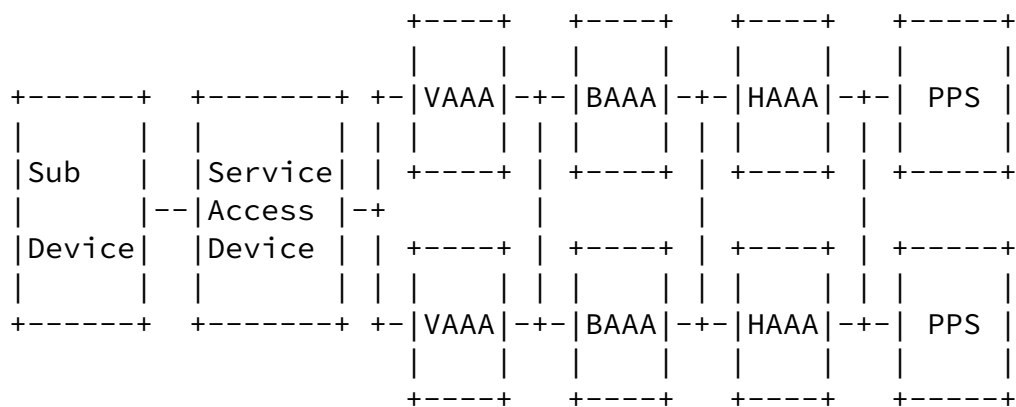 VAAA BAAA HAAA PPS
Sub Service
Access
Device Device
VAAA BAAA HAAA PPS